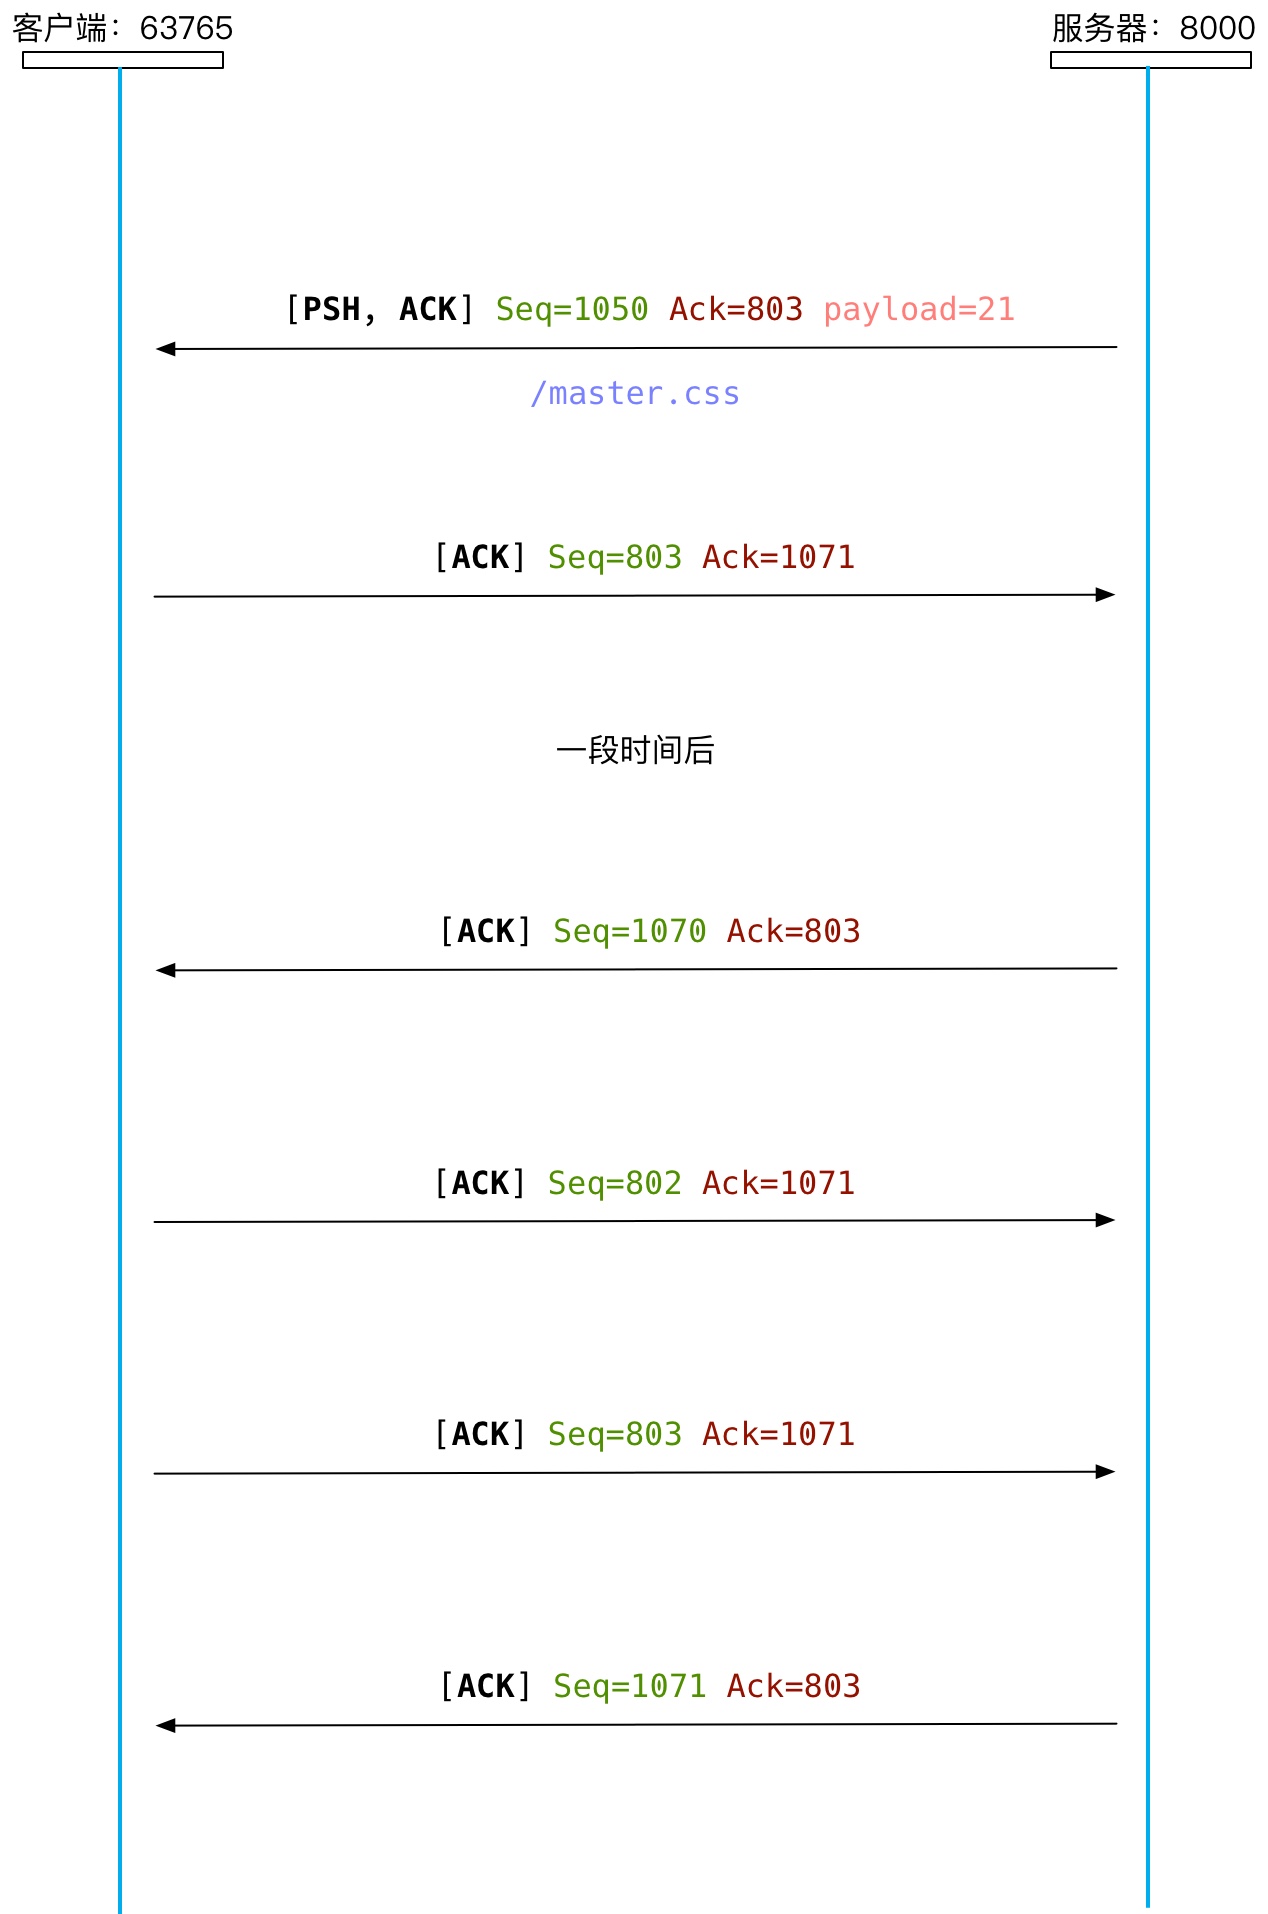 客户端：63765
服务器：8000
[PSH, ACK] Seq=1050 Ack=803 payload=21
/master.css
[ACK] Seq=803 Ack=1071
一段时间后
[ACK] Seq=1070 Ack=803
[ACK] Seq=802 Ack=1071
[ACK] Seq=803 Ack=1071
[ACK] Seq=1071 Ack=803